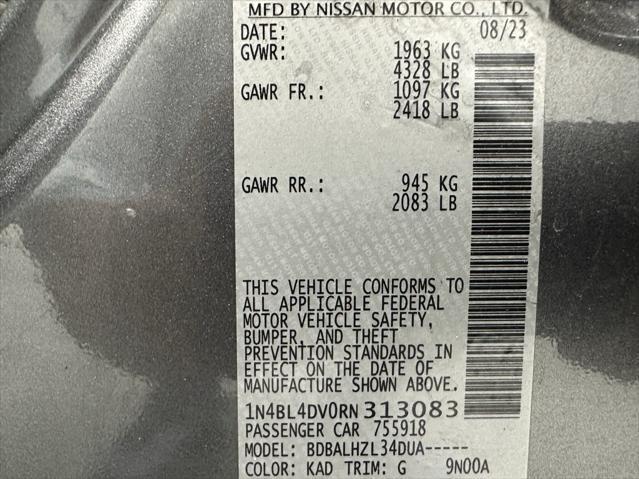 MFD BY NISSAN MOTOR CO., LTD.
DATE: 08/23
GVWR: 1963 KG
4328 LB
GAWR FR.: 1097 KG
2418 LB
GAWR RR.: 945 KG
2083 LB
THIS VEHICLE CONFORMS TO
ALL APPLICABLE FEDERAL
MOTOR VEHICLE SAFETY,
BUMPER, AND THEFT
PREVENTION STANDARDS IN
EFFECT ON THE DATE OF
MANUFACTURE SHOWN ABOVE.
1N4BL4DV0RN313083
PASSENGER CAR 755918
MODEL: BDBALHZL34DUA-----
COLOR: KAD TRIM: G 9N00A